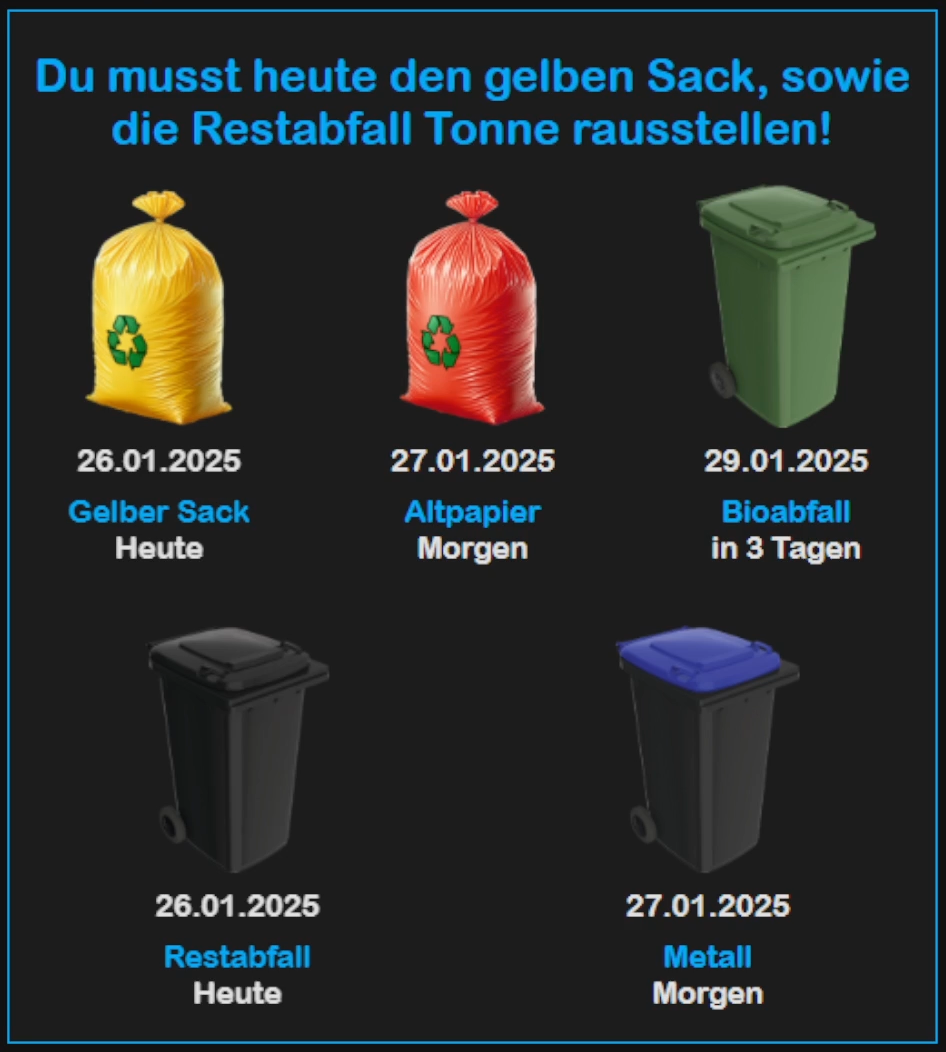 Du musst heute den gelben Sack, sowie
die Restabfall Tonne rausstellen!
26.01.2025
27.01.2025
29.01.2025
Gelber Sack
Altpapier
Bioabfall
Heute
Morgen
in 3 Tagen
26.01.2025
27.01.2025
Restabfall
Metall
Heute
Morgen